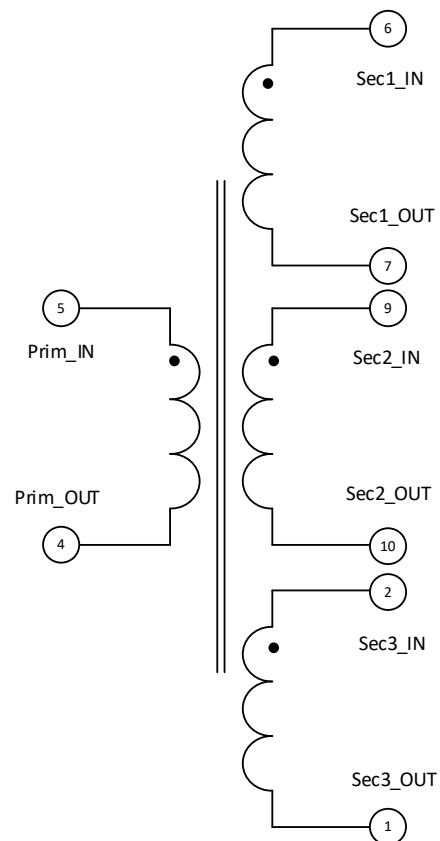 6
Sec1_IN
Sec1_OUT
7
5
Prim_IN
9
Sec2_IN
Prim_OUT
4
Sec2_OUT
10
2
Sec3_IN
Sec3_OUT
1